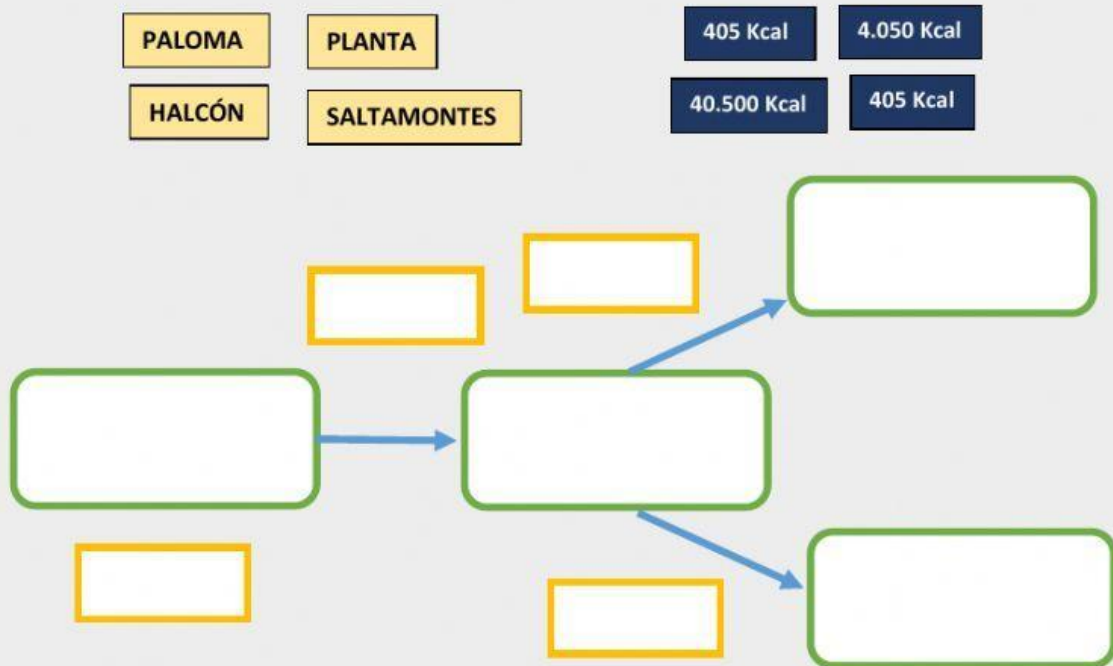 PALOMA
PLANTA
HALCÓN
SALTAMONTES
405 Kcal
4.050 Kcal
40.500 Kcal
405 Kcal